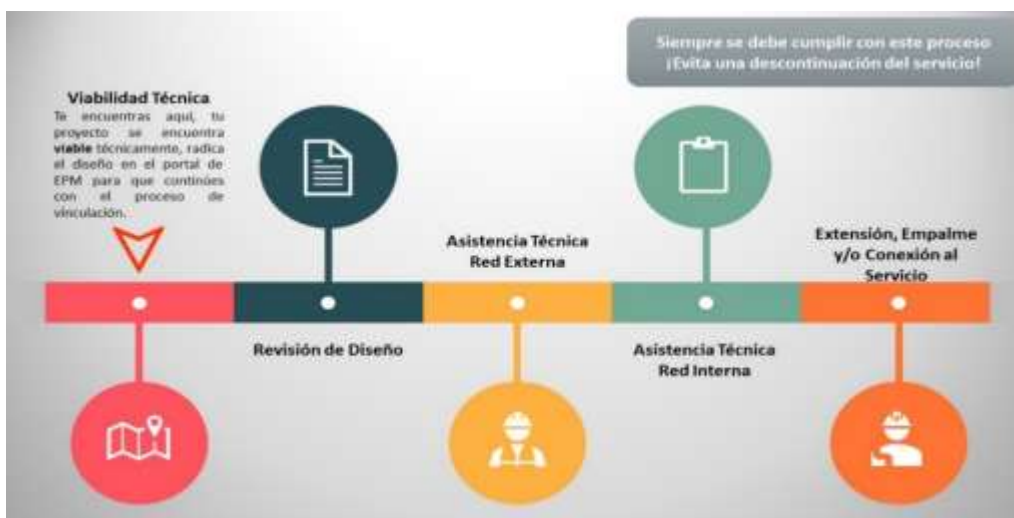 Siempre se debe cumplir con este proceso
¡Evita una descontinuación del servicio!
Viabilidad Técnica
Te encuentras aquí, tu
proyecto se encuentra
viable técnicamente, radica
el diseño en el portal de
EPM para que continúes
con el proceso de
vinculación.
Asistencia Técnica
Red Externa
Extensión, Empalme
y/o Conexión al
Servicio
Revisión de Diseño
Asistencia Técnica
Red Interna